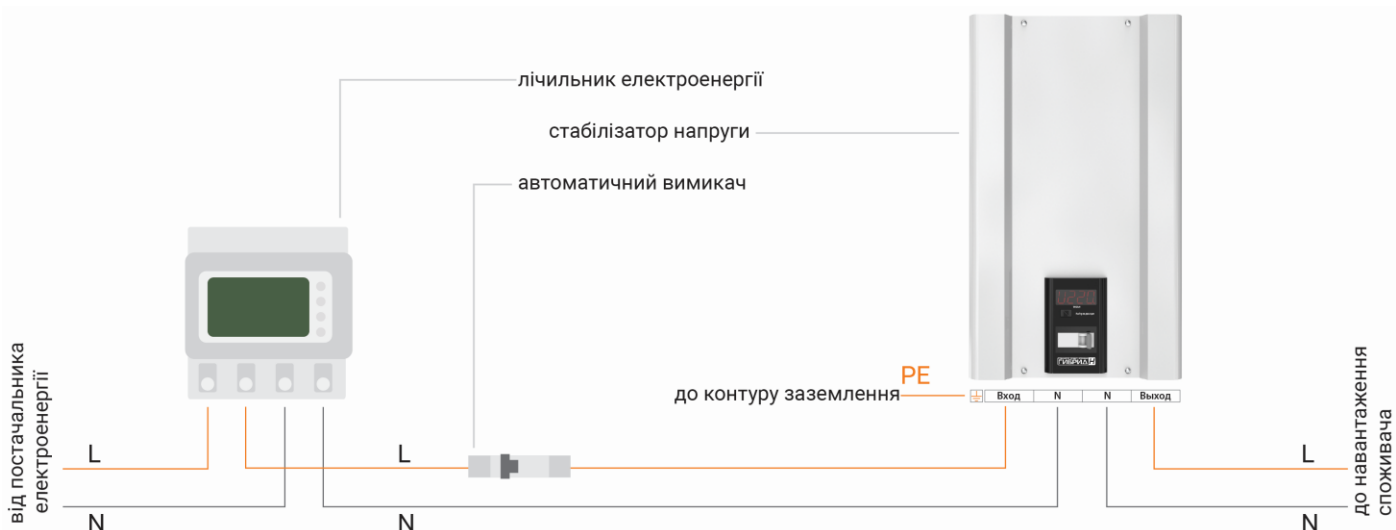 лічильник електроенергії
стабілізатор напруги
автоматичний вимикач
ГИБРИД
до контуру заземлення
PE
Вход
N
N
Выход
від постачальника
електроенергії
L
L
L
до навантаження
споживача
N
N
N